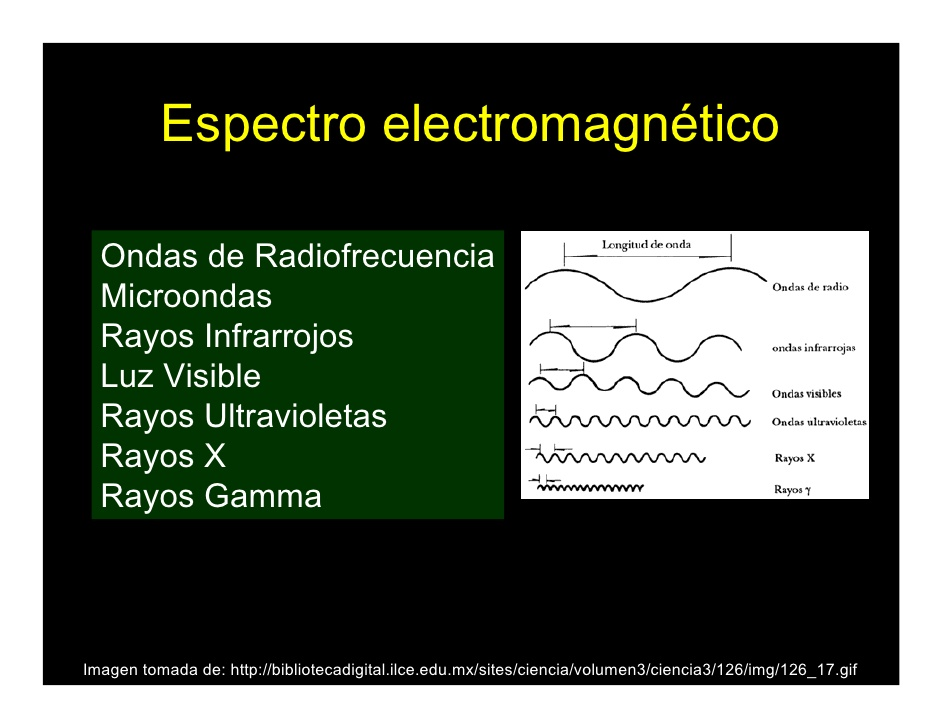 Espectro electromagnético
Ondas de Radiofrecuencia
Microondas
Rayos Infrarrojos
Luz Visible
Rayos Ultravioletas
Rayos X
Rayos Gamma
Longitud de onda
Ondas de radio
ondas infrarrojas
Ondas visibles
Ondas ultravioletas
Rayos X
Rayos γ
Imagen tomada de: http://bibliotecadigital.ilce.edu.mx/sites/ciencia/volumen3/ciencia3/126/img/126_17.gif